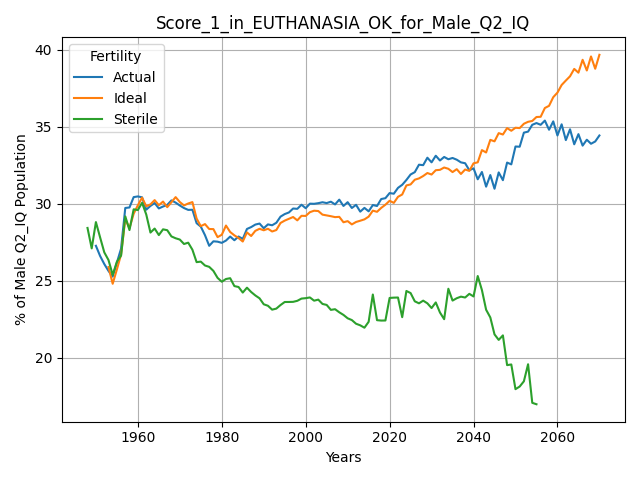 Score_1_in_EUTHANASIA_OK_for_Male_Q2_IQ
Fertility
Actual
Ideal
Sterile
% of Male Q2_IQ Population
40
35
30
25
20
1960
1980
2000
2020
2040
2060
Years